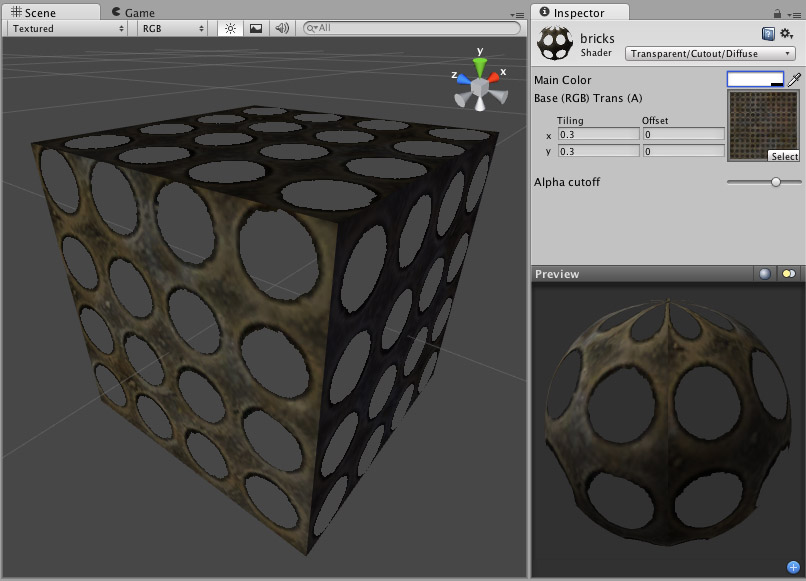 Scene
Game
Textured
RGB
All
y
x
z
Inspector
bricks
Shader
Transparent/Cutout/Diffuse
Main Color
Base (RGB) Trans (A)
Tiling Offset
x 0.3 0
y 0.3 0
Select
Alpha cutoff
Preview